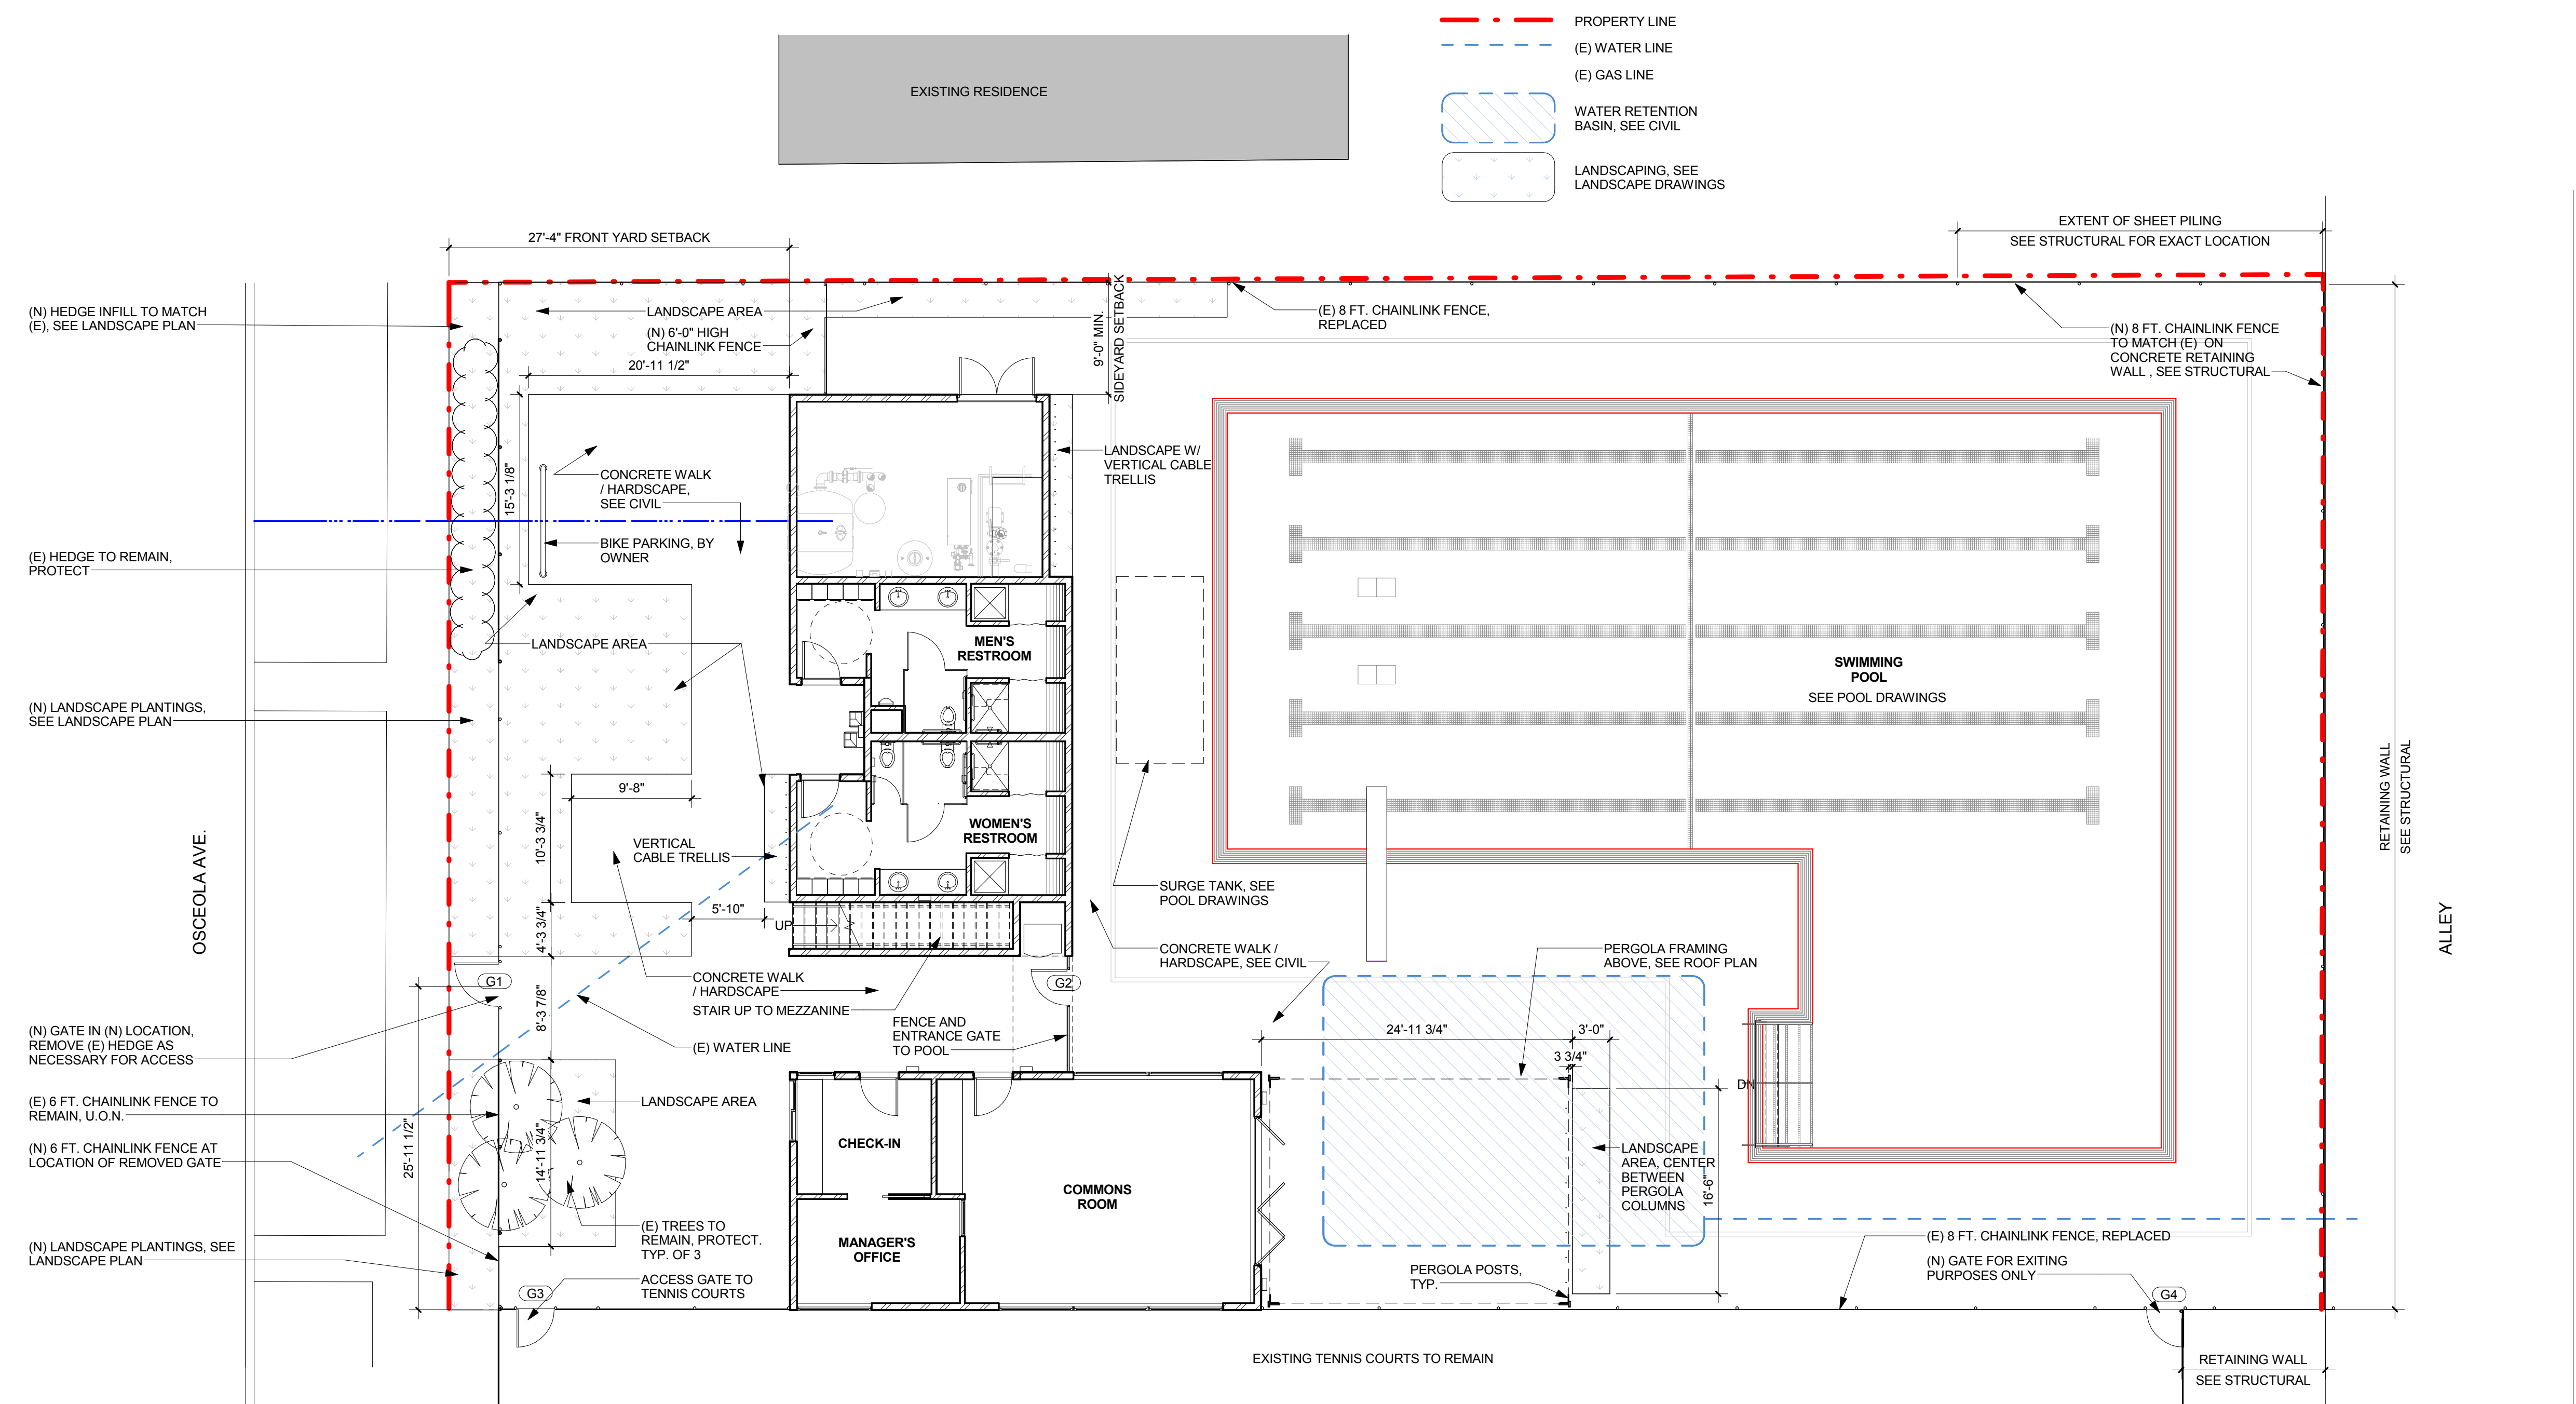 PROPERTY LINE
(E) WATER LINE
(E) GAS LINE
WATER RETENTION
BASIN, SEE CIVIL
LANDSCAPING, SEE
LANDSCAPE DRAWINGS
EXISTING RESIDENCE
27'-4" FRONT YARD SETBACK
EXTENT OF SHEET PILING
SEE STRUCTURAL FOR EXACT LOCATION
(N) HEDGE INFILL TO MATCH
(E), SEE LANDSCAPE PLAN
LANDSCAPE AREA
(N) 6'-0" HIGH
CHAINLINK FENCE
20'-11 1/2"
9'-0" MIN.
SIDEYARD SETBACK
(E) 8 FT. CHAINLINK FENCE,
REPLACED
(N) 8 FT. CHAINLINK FENCE
TO MATCH (E) ON
CONCRETE RETAINING
WALL , SEE STRUCTURAL
15'-3 1/8"
CONCRETE WALK
/ HARDSCAPE,
SEE CIVIL
BIKE PARKING, BY
OWNER
LANDSCAPE W/
VERTICAL CABLE
TRELLIS
(E) HEDGE TO REMAIN,
PROTECT
LANDSCAPE AREA
MEN'S
RESTROOM
SWIMMING
POOL
SEE POOL DRAWINGS
(N) LANDSCAPE PLANTINGS,
SEE LANDSCAPE PLAN
RETAINING WALL
SEE STRUCTURAL
9'-8"
10'-3 3/4"
VERTICAL
CABLE TRELLIS
WOMEN'S
RESTROOM
OSCEOLA AVE.
ALLEY
SURGE TANK, SEE
POOL DRAWINGS
5'-10"
4'-3 3/4"
UP
CONCRETE WALK /
HARDSCAPE, SEE CIVIL
PERGOLA FRAMING
ABOVE, SEE ROOF PLAN
G1
G2
CONCRETE WALK
/ HARDSCAPE
STAIR UP TO MEZZANINE
8'-3 7/8"
FENCE AND
ENTRANCE GATE
TO POOL
(N) GATE IN (N) LOCATION,
REMOVE (E) HEDGE AS
NECESSARY FOR ACCESS
(E) WATER LINE
24'-11 3/4"
3'-0"
3 3/4"
DN
(E) 6 FT. CHAINLINK FENCE TO
REMAIN, U.O.N.
LANDSCAPE AREA
25'-11 1/2"
14'-11 3/4"
(N) 6 FT. CHAINLINK FENCE AT
LOCATION OF REMOVED GATE
CHECK-IN
COMMONS
ROOM
LANDSCAPE
AREA, CENTER
BETWEEN
PERGOLA
COLUMNS
16'-6"
(E) TREES TO
REMAIN, PROTECT.
TYP. OF 3
MANAGER'S
OFFICE
(N) LANDSCAPE PLANTINGS, SEE
LANDSCAPE PLAN
(E) 8 FT. CHAINLINK FENCE, REPLACED
(N) GATE FOR EXITING
PURPOSES ONLY
PERGOLA POSTS,
TYP.
ACCESS GATE TO
TENNIS COURTS
G3
G4
EXISTING TENNIS COURTS TO REMAIN
RETAINING WALL
SEE STRUCTURAL